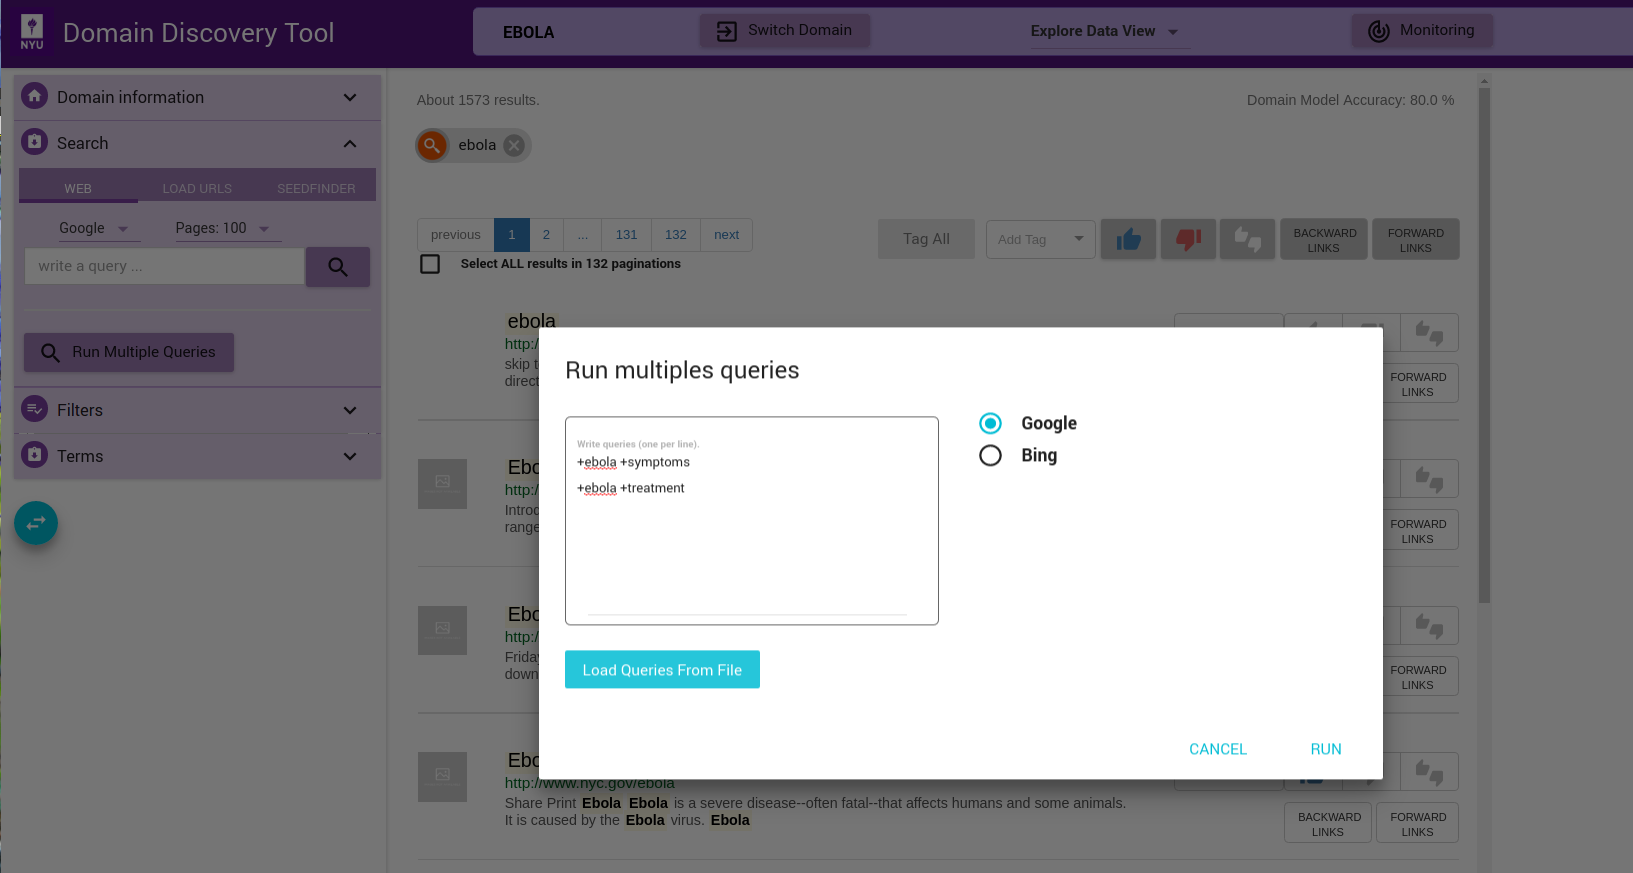 NYU
Domain Discovery Tool
EBOLA
Switch Domain
Explore Data View
Monitoring
Domain information
Search
WEB
LOAD URLS
SEEDFINDER
Google
Pages: 100
write a query ...
Run Multiple Queries
Filters
Terms
About 1573 results.
Domain Model Accuracy: 80.0 %
ebola
previous
1
2
...
131
132
next
Tag All
Add Tag
BACKWARD
LINKS
FORWARD
LINKS
Select ALL results in 132 paginations
ebola
http:/
skip t
direct
FORWARD
LINKS
Run multiples queries
Write queries (one per line).
+ebola +symptoms
+ebola +treatment
Google
Bing
Load Queries From File
CANCEL
RUN
Ebo
http:/
Introd
range
FORWARD
LINKS
Ebo
http:/
Friday
down
FORWARD
LINKS
Ebo
http://www.nyc.gov/ebola
Share Print Ebola Ebola is a severe disease--often fatal--that affects humans and some animals.
It is caused by the Ebola virus. Ebola
BACKWARD
LINKS
FORWARD
LINKS